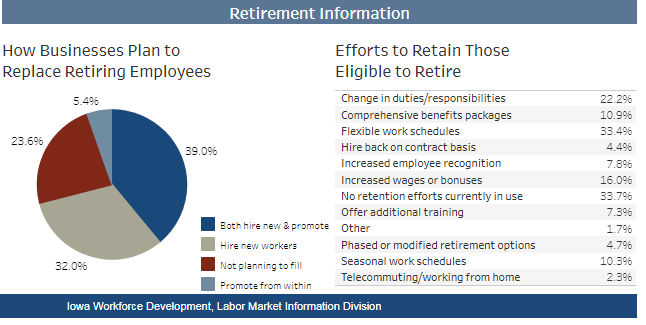 Retirement Information
How Businesses Plan to
Replace Retiring Employees
5.4%
23.6%
39.0%
32.0%
Both hire new & promote
Hire new workers
Not planning to fill
Promote from within
Efforts to Retain Those
Eligible to Retire
Change in duties/responsibilities 22.2%
Comprehensive benefits packages 10.9%
Flexible work schedules 33.4%
Hire back on contract basis 4.4%
Increased employee recognition 7.8%
Increased wages or bonuses 16.0%
No retention efforts currently in use 33.7%
Offer additional training 7.3%
Other 1.7%
Phased or modified retirement options 4.7%
Seasonal work schedules 10.3%
Telecommuting/working from home 2.3%
Iowa Workforce Development, Labor Market Information Division